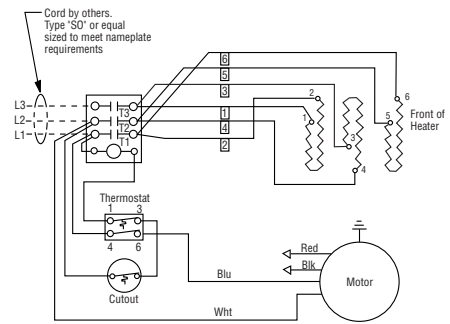 Cord by others.
Type "SO" or equal
sized to meet nameplate
requirements
6
5
3
1
4
2
L3
L2
L1
T3
T2
T1
2
1
3
4
6
5
Front of
Heater
Thermostat
1 3
4 6
Cutout
Red
Blk
Blu
Motor
Wht